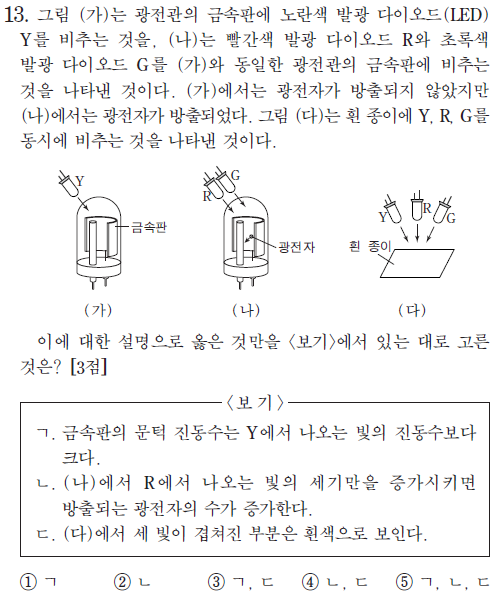 13. 그림 (가)는 광전관의 금속판에 노란색 발광 다이오드(LED)
Y를 비추는 것을, (나)는 빨간색 발광 다이오드 R와 초록색
발광 다이오드 G를 (가)와 동일한 광전관의 금속판에 비추는
것을 나타낸 것이다. (가)에서는 광전자가 방출되지 않았지만
(나)에서는 광전자가 방출되었다. 그림 (다)는 흰 종이에 Y, R, G를
동시에 비추는 것을 나타낸 것이다.
Y
금속판
(가)
R G
광전자
(나)
Y R G
흰 종이
(다)
이에 대한 설명으로 옳은 것만을 〈보기〉에서 있는 대로 고른
것은? [3점]
〈보기〉
ㄱ. 금속판의 문턱 진동수는 Y에서 나오는 빛의 진동수보다
크다.
ㄴ. (나)에서 R에서 나오는 빛의 세기만을 증가시키면
방출되는 광전자의 수가 증가한다.
ㄷ. (다)에서 세 빛이 겹쳐진 부분은 흰색으로 보인다.
① ㄱ ② ㄴ ③ ㄱ, ㄷ ④ ㄴ, ㄷ ⑤ ㄱ, ㄴ, ㄷ